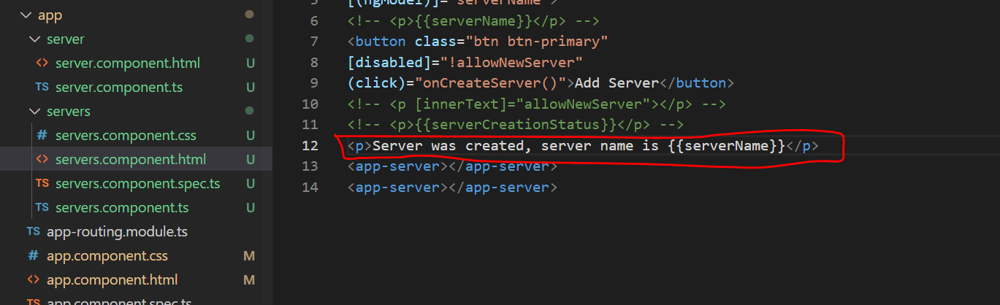 app
server
server.component.html U
TS server.component.ts U
servers
# servers.component.css U
<> servers.component.html U
TS servers.component.spec.ts U
TS servers.component.ts U
TS app-routing.module.ts
# app.component.css M
<> app.component.html M
TS app.component.spec.ts
5 [(ngModel)]="serverName">
6 <!-- <p>{{serverName}}</p> -->
7 <button class="btn btn-primary"
8 [disabled]="!allowNewServer"
9 (click)="onCreateServer()">Add Server</button>
10 <!-- <p [innerText]="allowNewServer"></p> -->
11 <!-- <p>{{serverCreationStatus}}</p> -->
12 <p>Server was created, server name is {{serverName}}</p>
13 <app-server></app-server>
14 <app-server></app-server>